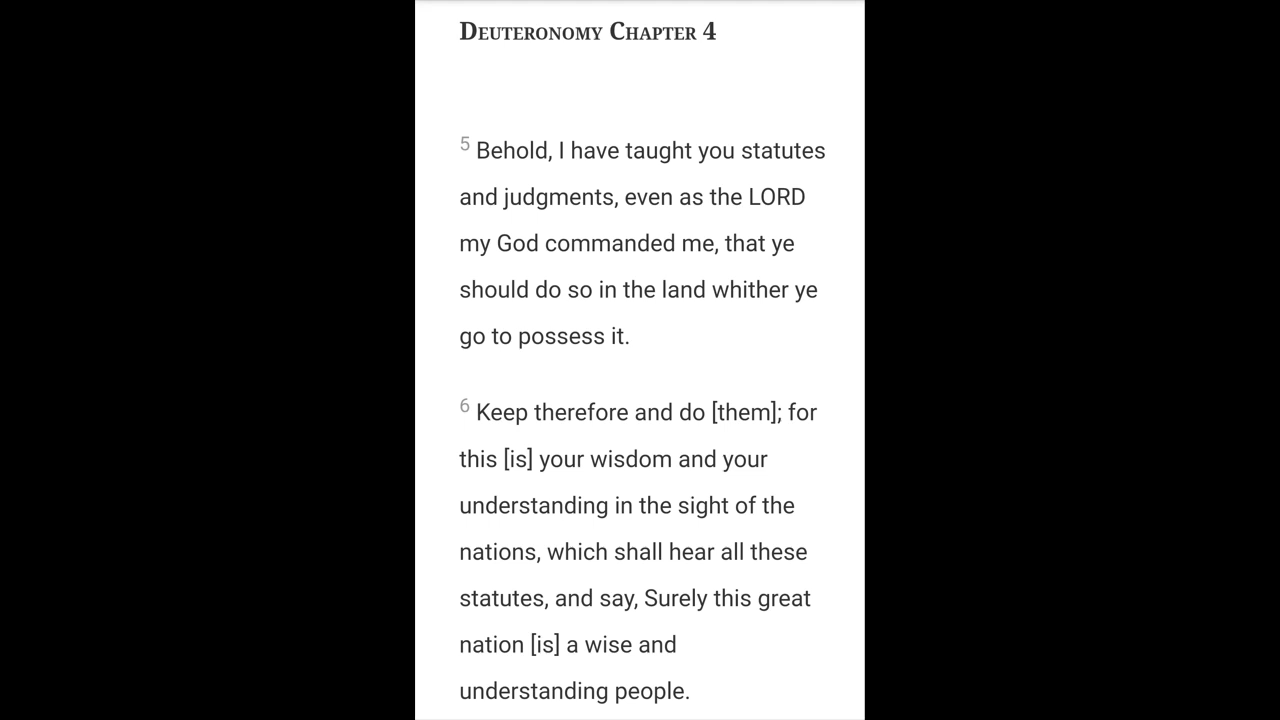 Deuteronomy Chapter 4
5 Behold, I have taught you statutes
and judgments, even as the LORD
my God commanded me, that ye
should do so in the land whither ye
go to possess it.
6 Keep therefore and do [them]; for
this [is] your wisdom and your
understanding in the sight of the
nations, which shall hear all these
statutes, and say, Surely this great
nation [is] a wise and
understanding people.